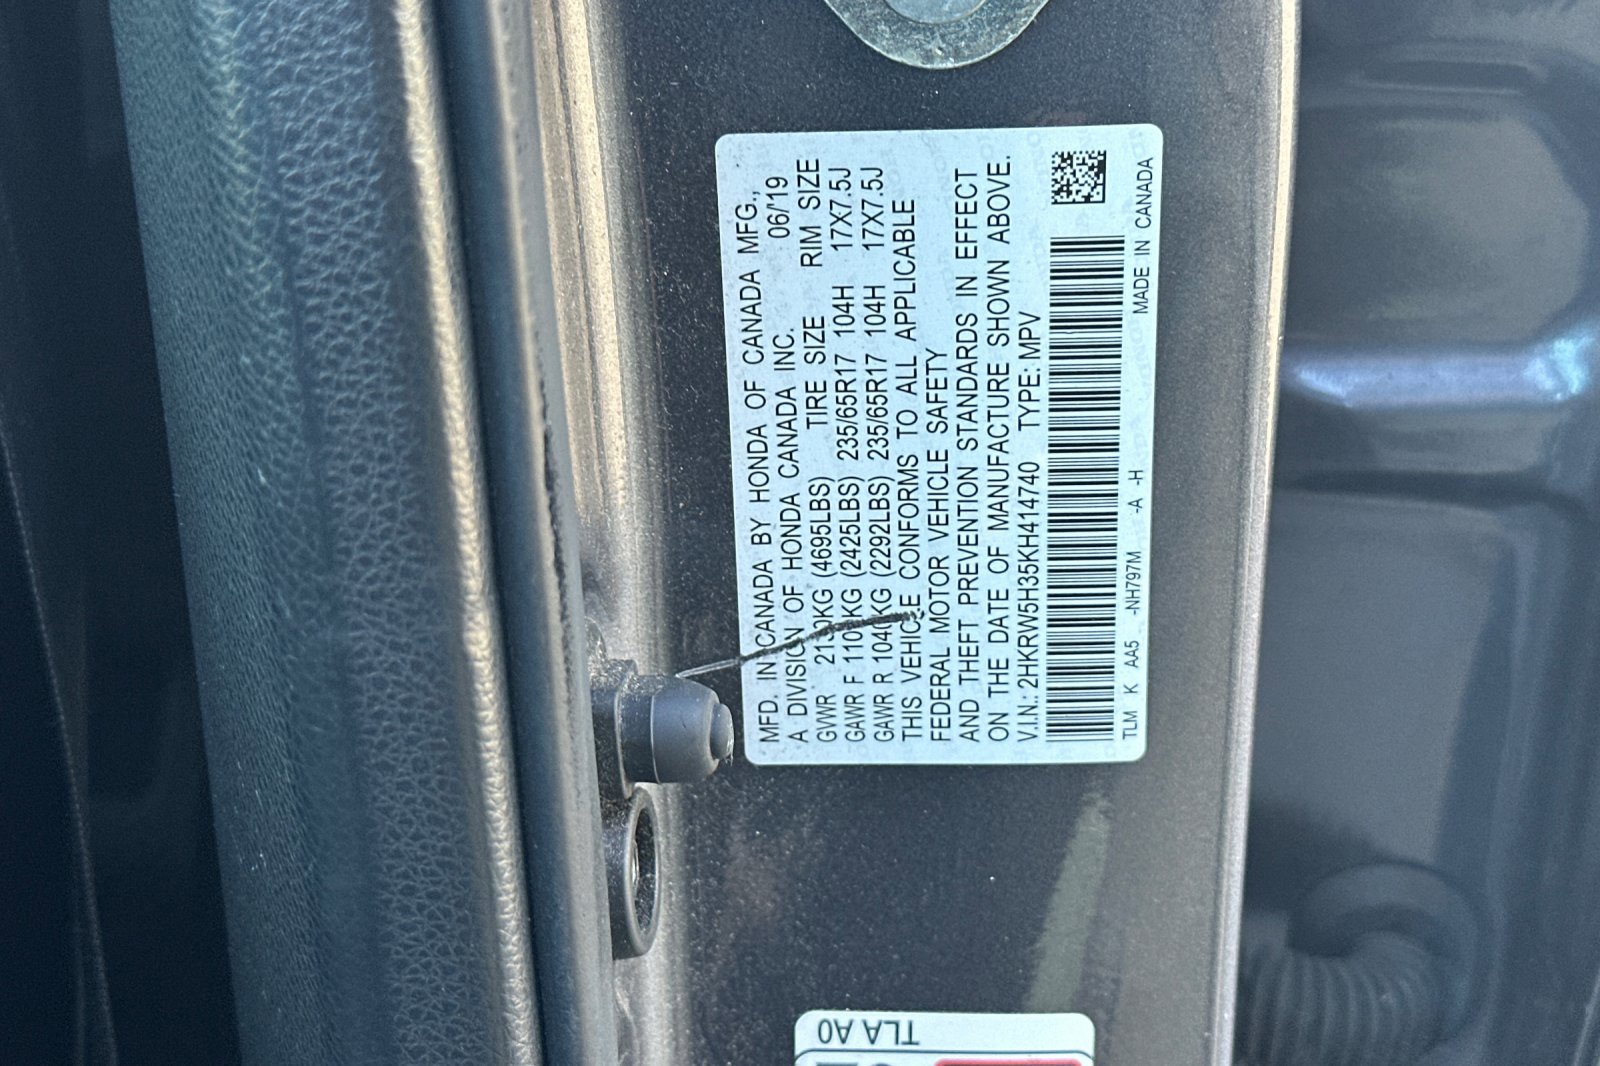 MFD. IN CANADA BY HONDA OF CANADA MFG.,
A DIVISION OF HONDA CANADA INC. 06/'19
GVWR KG (4695LBS) TIRE SIZE RIM SIZE
GAWR F 1100KG (2425LBS) 235/65R17 104H 17X7.5J
GAWR R 1040KG (2292LBS) 235/65R17 104H 17X7.5J
THIS VEHICLE CONFORMS TO ALL APPLICABLE
FEDERAL MOTOR VEHICLE SAFETY
AND THEFT PREVENTION STANDARDS IN EFFECT
ON THE DATE OF MANUFACTURE SHOWN ABOVE.
V.I.N.: 2HKRW5H35KH414740 TYPE: MPV
TLM K AA5 -NH797M -A -H MADE IN CANADA
TLA A0